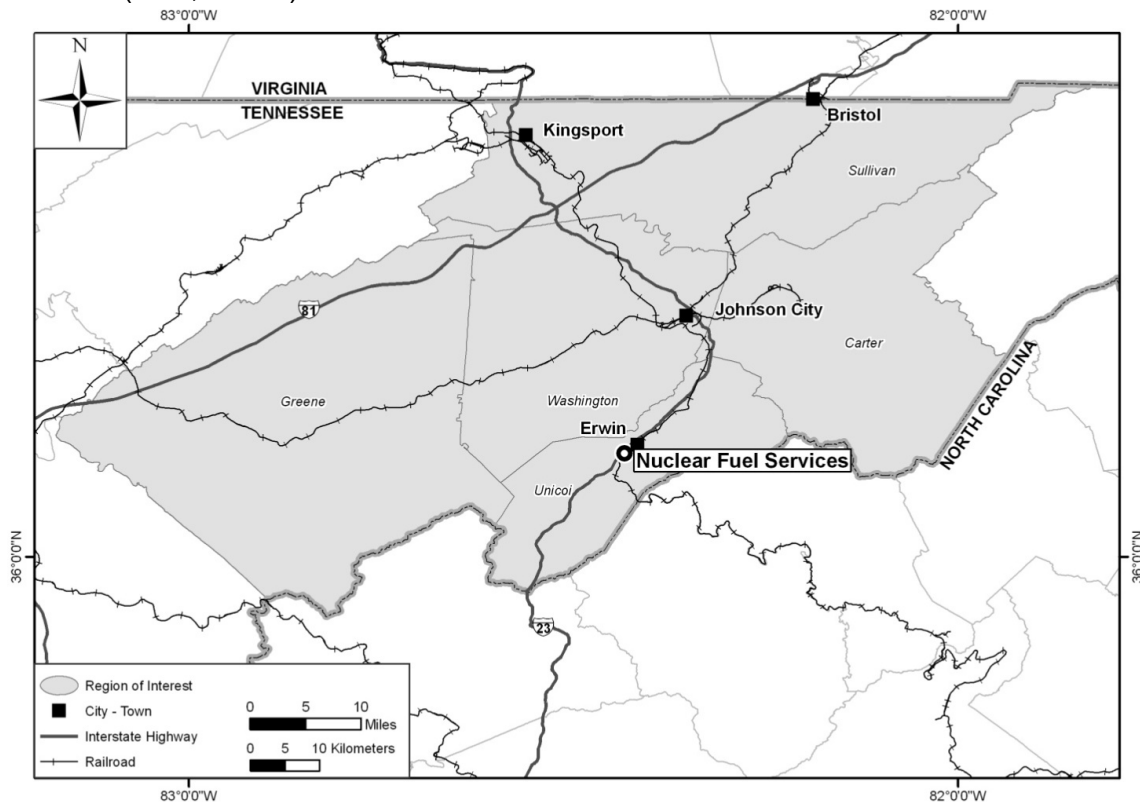 83°0'0"W
82°0'0"W
N
VIRGINIA
TENNESSEE
Kingsport
Bristol
Sullivan
81
Johnson City
Carter
Greene
Washington
NORTH CAROLINA
Erwin
Nuclear Fuel Services
Unicoi
36°0'0"N
36°0'0"N
23
Region of Interest
City - Town
Interstate Highway
Railroad
0 5 10
Miles
0 5 10 Kilometers
83°0'0"W
82°0'0"W